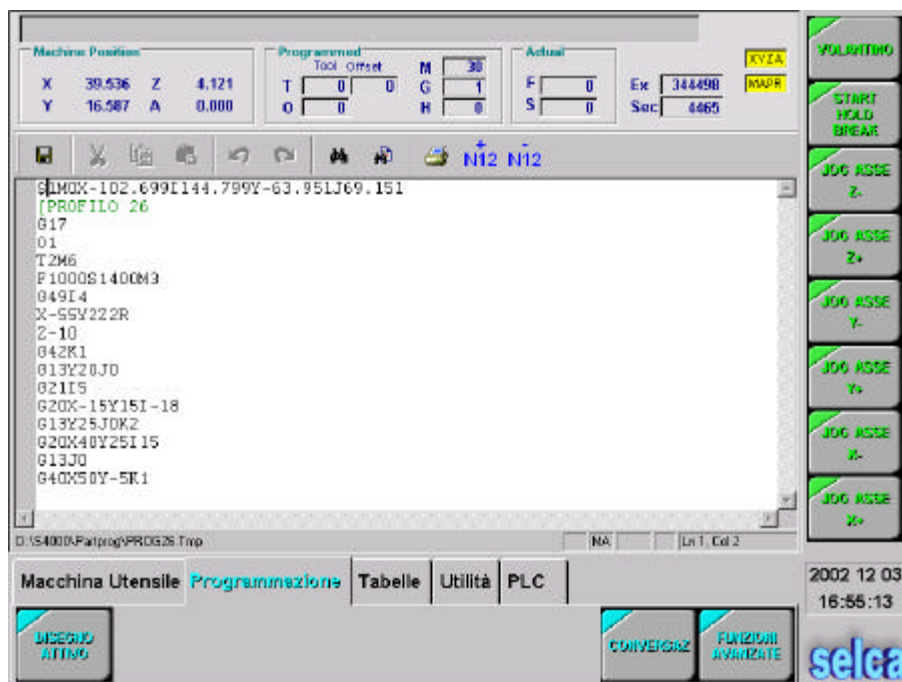 Machine Position
X 39.536 Z 4.121
Y 16.587 A 0.000
Programmed
Tool Offset
T 0 0
O 0
M 30
G 1
H 0
Actual
F 0
S 0
Ex 344498
Sec 4465
XYZA
MAPR
N12 N12
G1M0X-102.699I144.799Y-63.951J69.151
[PROFILO 26
G17
O1
T2M6
F1000S1400M3
G49I4
X-55Y22ZR
Z-10
G42K1
G13Y20J0
G21I5
G20X-15Y15I-18
G13Y25J0K2
G20X40Y25I15
G13J0
G40X50Y-5K1
D:\S4000\Partprog\PROG26.Tmp
NA
Ln 1, Col 2
Macchina Utensile Programmazione Tabelle Utilità PLC
DISEGNO
ATTIVO
CONVERSAZ
FUNZIONI
AVANZATE
VOLANTINO
START
HOLD
BREAK
JOG ASSE
Z-
JOG ASSE
Z+
JOG ASSE
Y-
JOG ASSE
Y+
JOG ASSE
X-
JOG ASSE
X+
2002 12 03
16:55:13
selca